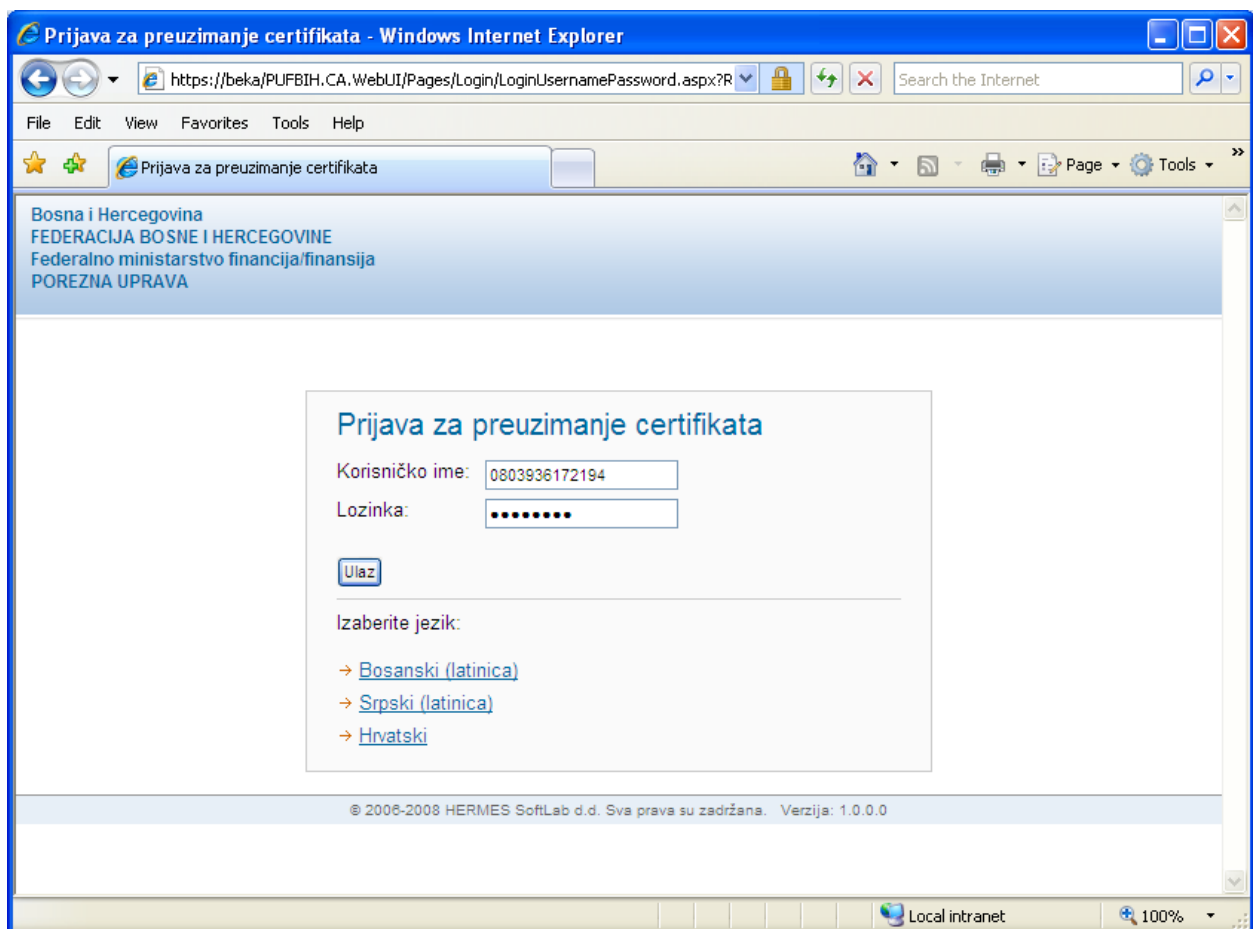 Prijava za preuzimanje certifikata - Windows Internet Explorer
https://beka/PUFBIH.CA.WebUI/Pages/Login/LoginUsernamePassword.aspx?R
Search the Internet
File Edit View Favorites Tools Help
Prijava za preuzimanje certifikata
Page Tools »
Bosna i Hercegovina
FEDERACIJA BOSNE I HERCEGOVINE
Federalno ministarstvo financija/finansija
POREZNA UPRAVA
Prijava za preuzimanje certifikata
Korisničko ime: 0803936172194
Lozinka: ••••••••
Ulaz
Izaberite jezik:
→ Bosanski (latinica)
→ Srpski (latinica)
→ Hrvatski
© 2006-2008 HERMES SoftLab d.d. Sva prava su zadržana. Verzija: 1.0.0.0
Local intranet 100%